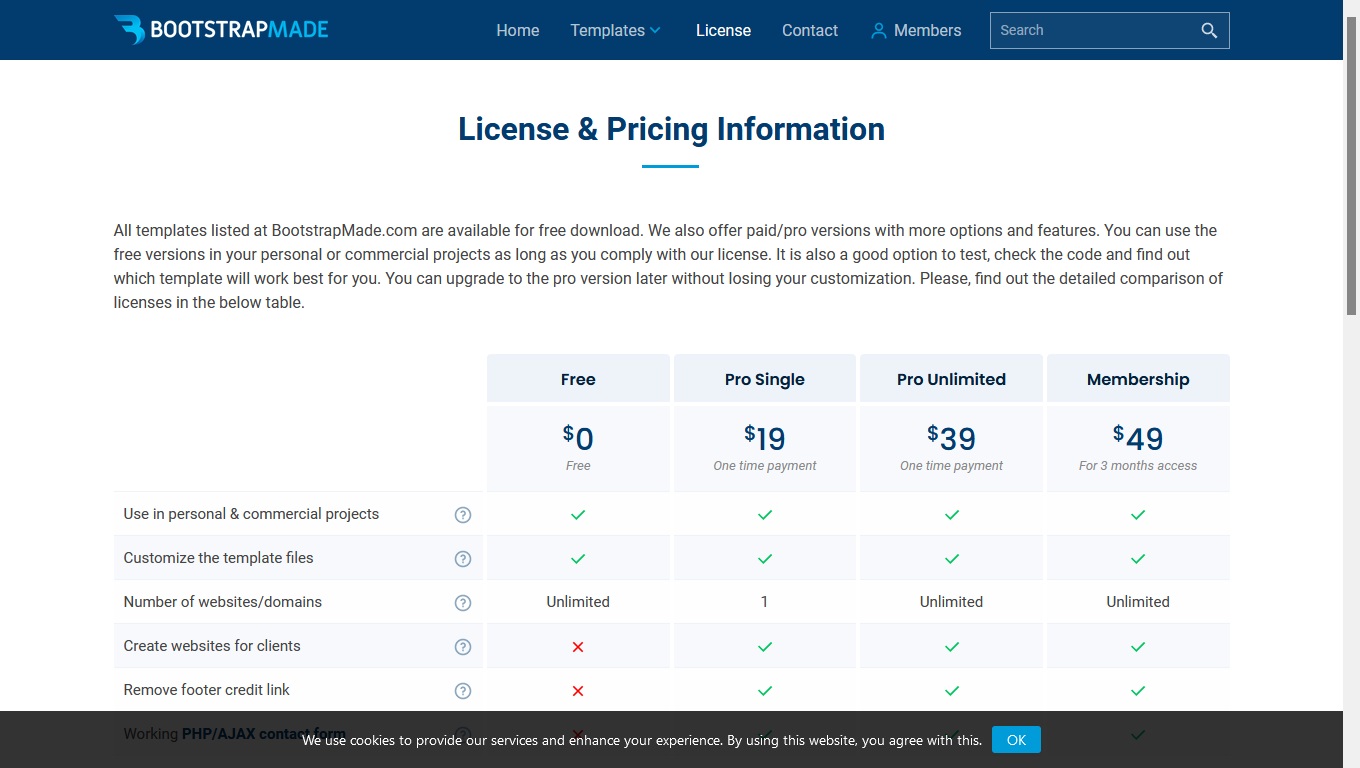 BOOTSTRAPMADE
Home Templates License Contact Members Search
License & Pricing Information
All templates listed at BootstrapMade.com are available for free download. We also offer paid/pro versions with more options and features. You can use the
free versions in your personal or commercial projects as long as you comply with our license. It is also a good option to test, check the code and find out
which template will work best for you. You can upgrade to the pro version later without losing your customization. Please, find out the detailed comparison of
licenses in the below table.
Free Pro Single Pro Unlimited Membership
$0 $19 $39 $49
Free One time payment One time payment For 3 months access
Use in personal & commercial projects
Customize the template files
Number of websites/domains Unlimited 1 Unlimited Unlimited
Create websites for clients
Remove footer credit link
Working PHP/AJAX contact form
We use cookies to provide our services and enhance your experience. By using this website, you agree with this. OK